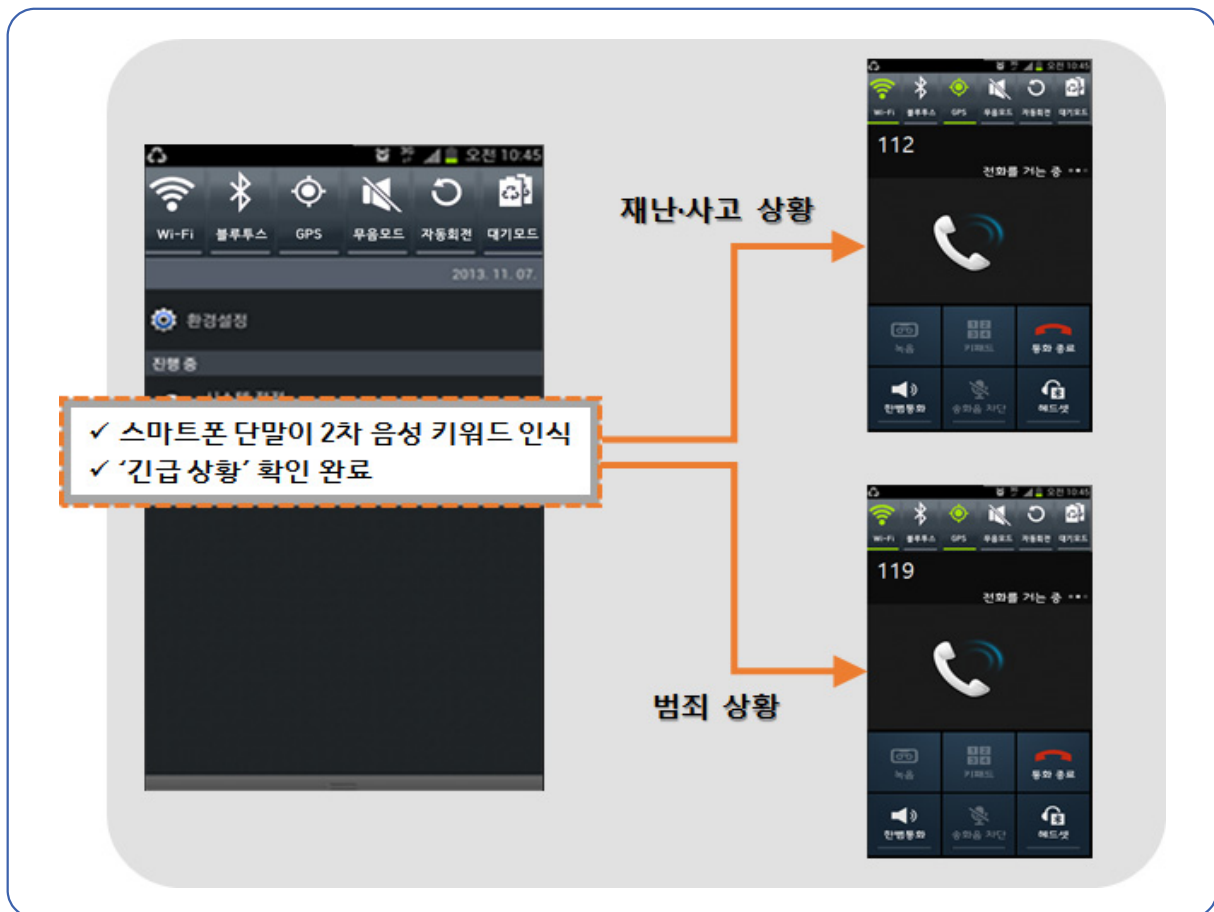 오전 10:45
Wi-Fi 블루투스 GPS 무음모드 자동회전 대기모드
2013. 11. 07.
환경설정
진행 중
✓ 스마트폰 단말이 2차 음성 키워드 인식
✓ ‘긴급 상황’ 확인 완료
재난·사고 상황
오전 10:45
Wi-Fi 블루투스 GPS 무음모드 자동회전 대기모드
112
전화를 거는 중
녹음 키패드 통화 종료
한뼘통화 송화음 차단 헤드셋
범죄 상황
오전 10:45
Wi-Fi 블루투스 GPS 무음모드 자동회전 대기모드
119
전화를 거는 중
녹음 키패드 통화 종료
한뼘통화 송화음 차단 헤드셋